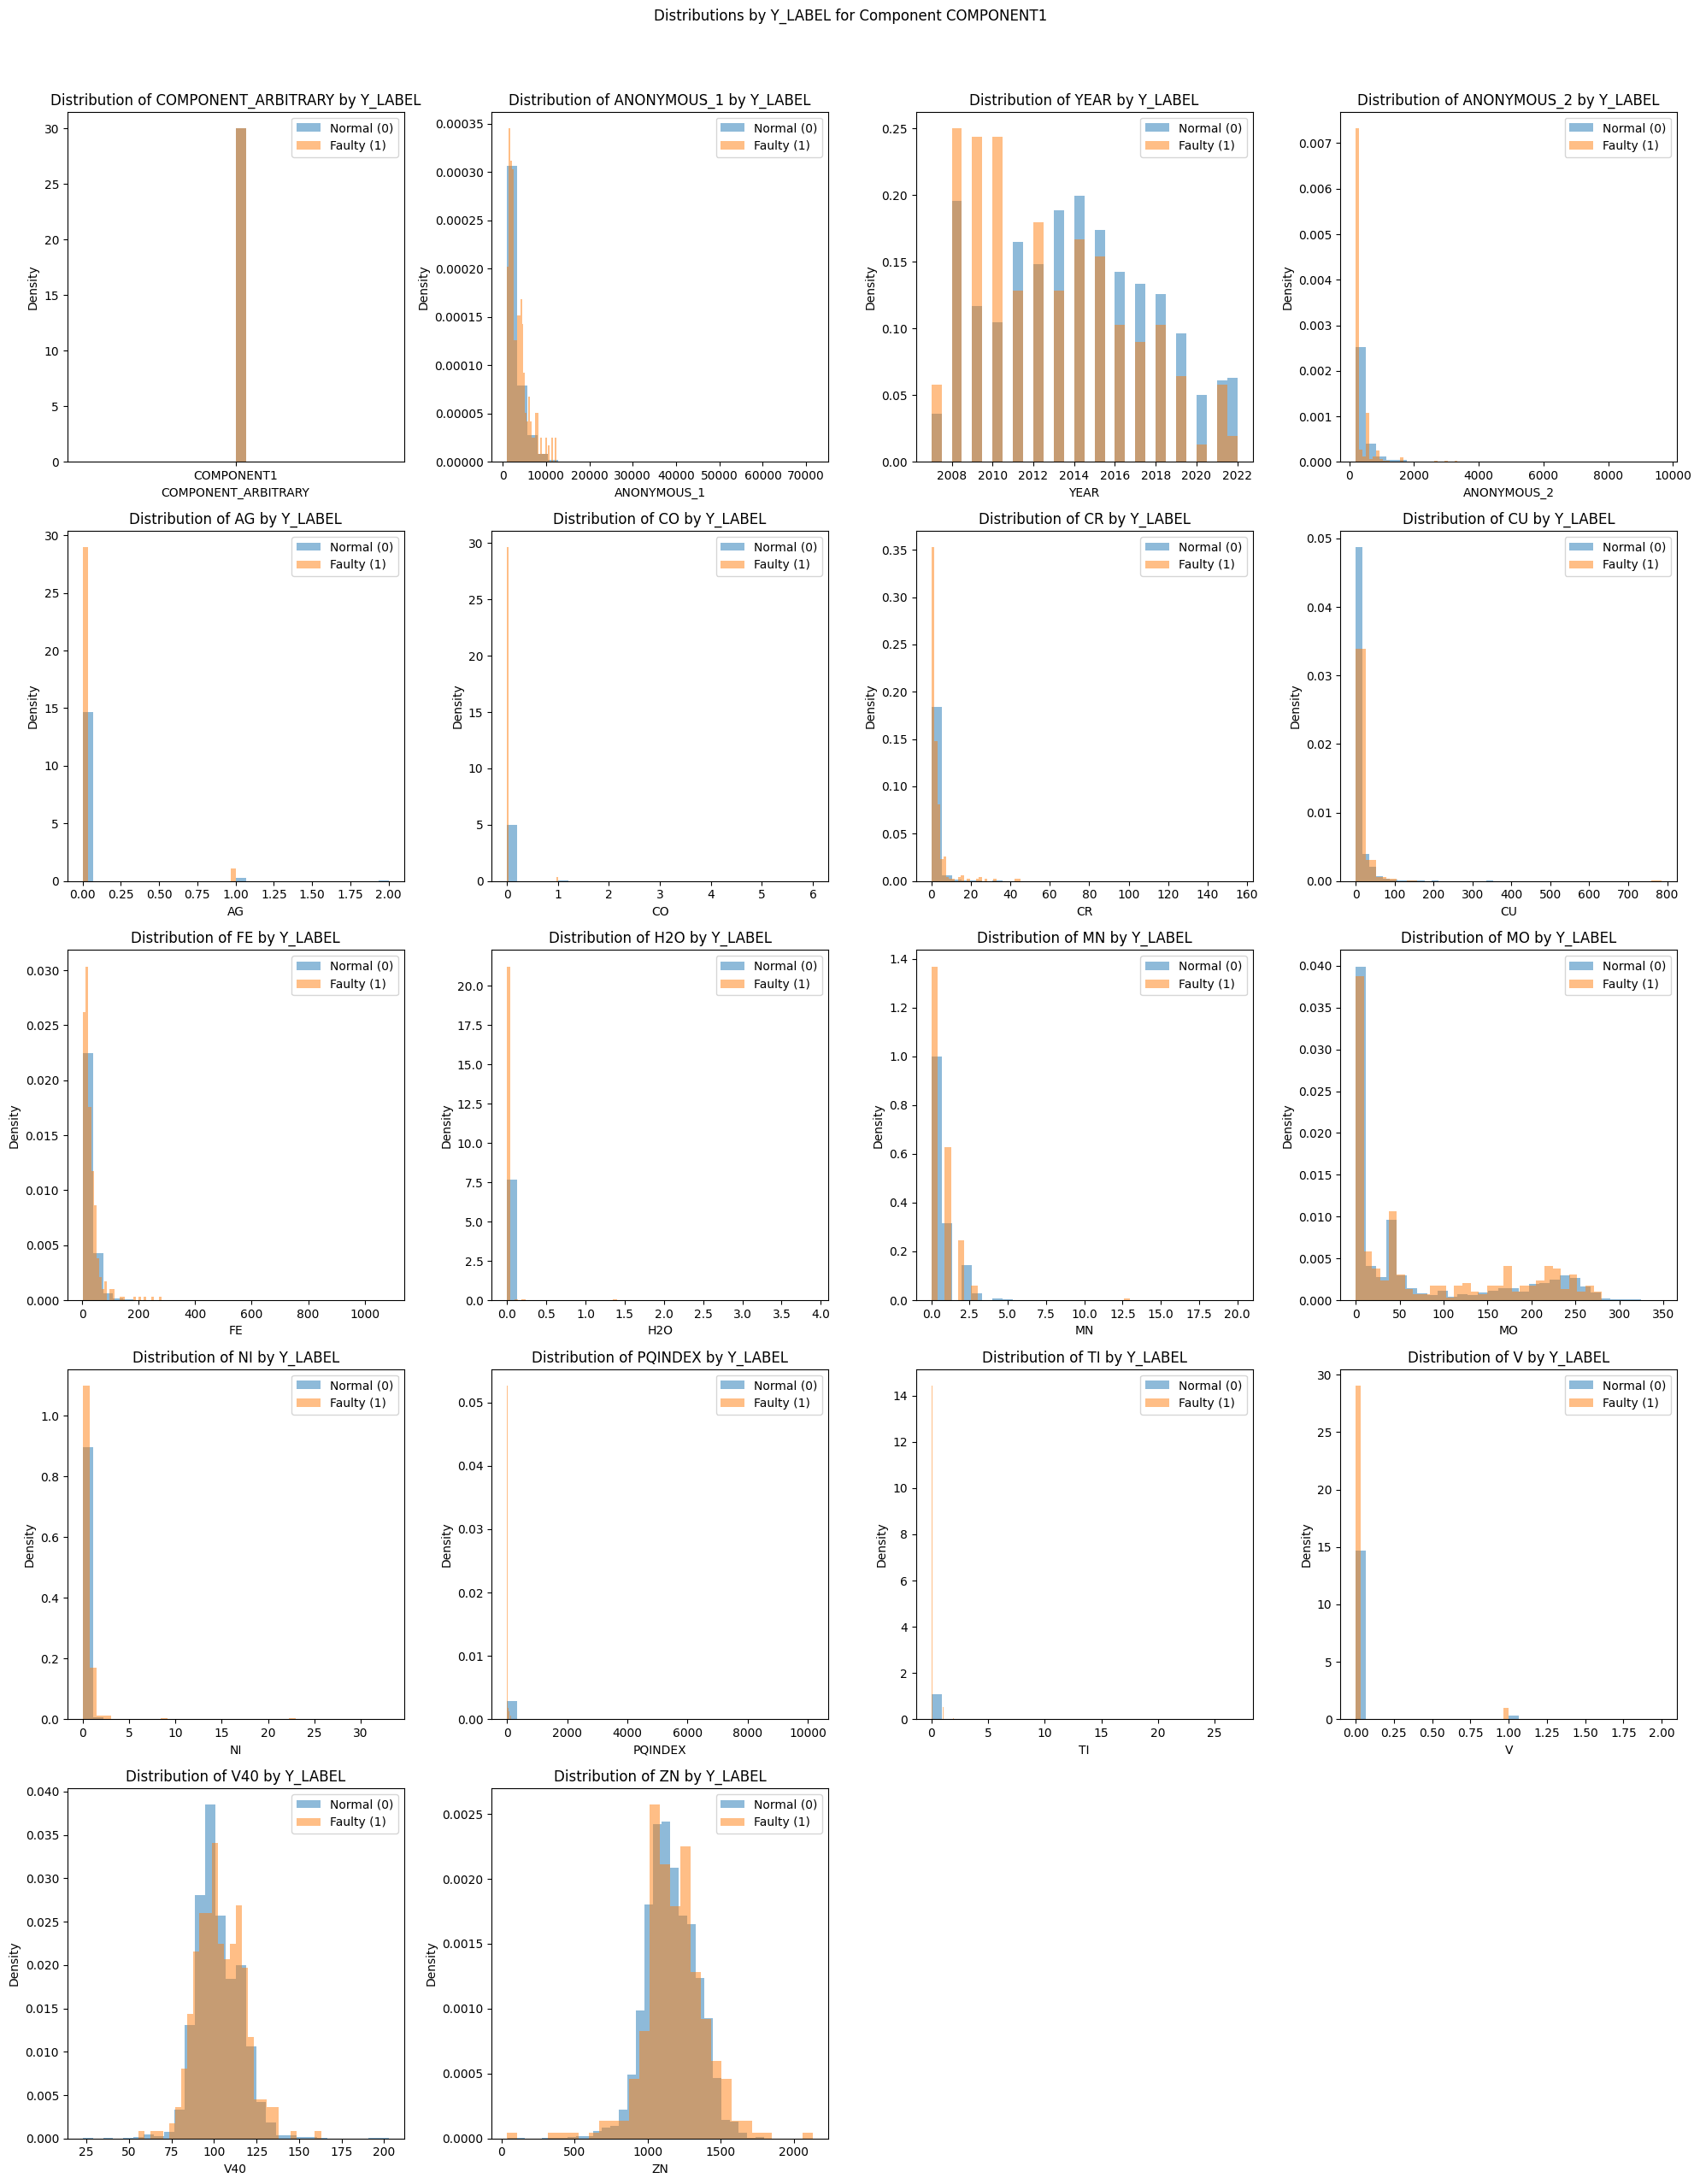 Distributions by Y_LABEL for Component COMPONENT1
Distribution of COMPONENT_ARBITRARY by Y_LABEL
Normal (0)
Faulty (1)
Density
30
25
20
15
10
5
0
COMPONENT1
COMPONENT_ARBITRARY
Distribution of ANONYMOUS_1 by Y_LABEL
Normal (0)
Faulty (1)
Density
0.00035
0.00030
0.00025
0.00020
0.00015
0.00010
0.00005
0.00000
0 10000 20000 30000 40000 50000 60000 70000
ANONYMOUS_1
Distribution of YEAR by Y_LABEL
Normal (0)
Faulty (1)
Density
0.25
0.20
0.15
0.10
0.05
0.00
2008 2010 2012 2014 2016 2018 2020 2022
YEAR
Distribution of ANONYMOUS_2 by Y_LABEL
Normal (0)
Faulty (1)
Density
0.007
0.006
0.005
0.004
0.003
0.002
0.001
0.000
0 2000 4000 6000 8000 10000
ANONYMOUS_2
Distribution of AG by Y_LABEL
Normal (0)
Faulty (1)
Density
30
25
20
15
10
5
0
0.00 0.25 0.50 0.75 1.00 1.25 1.50 1.75 2.00
AG
Distribution of CO by Y_LABEL
Normal (0)
Faulty (1)
Density
30
25
20
15
10
5
0
0 1 2 3 4 5 6
CO
Distribution of CR by Y_LABEL
Normal (0)
Faulty (1)
Density
0.35
0.30
0.25
0.20
0.15
0.10
0.05
0.00
0 20 40 60 80 100 120 140 160
CR
Distribution of CU by Y_LABEL
Normal (0)
Faulty (1)
Density
0.05
0.04
0.03
0.02
0.01
0.00
0 100 200 300 400 500 600 700 800
CU
Distribution of FE by Y_LABEL
Normal (0)
Faulty (1)
Density
0.030
0.025
0.020
0.015
0.010
0.005
0.000
0 200 400 600 800 1000
FE
Distribution of H2O by Y_LABEL
Normal (0)
Faulty (1)
Density
20.0
17.5
15.0
12.5
10.0
7.5
5.0
2.5
0.0
0.0 0.5 1.0 1.5 2.0 2.5 3.0 3.5 4.0
H2O
Distribution of MN by Y_LABEL
Normal (0)
Faulty (1)
Density
1.4
1.2
1.0
0.8
0.6
0.4
0.2
0.0
0.0 2.5 5.0 7.5 10.0 12.5 15.0 17.5 20.0
MN
Distribution of MO by Y_LABEL
Normal (0)
Faulty (1)
Density
0.040
0.035
0.030
0.025
0.020
0.015
0.010
0.005
0.000
0 50 100 150 200 250 300 350
MO
Distribution of NI by Y_LABEL
Normal (0)
Faulty (1)
Density
1.0
0.8
0.6
0.4
0.2
0.0
0 5 10 15 20 25 30
NI
Distribution of PQINDEX by Y_LABEL
Normal (0)
Faulty (1)
Density
0.05
0.04
0.03
0.02
0.01
0.00
0 2000 4000 6000 8000 10000
PQINDEX
Distribution of TI by Y_LABEL
Normal (0)
Faulty (1)
Density
14
12
10
8
6
4
2
0
0 5 10 15 20 25
TI
Distribution of V by Y_LABEL
Normal (0)
Faulty (1)
Density
30
25
20
15
10
5
0
0.00 0.25 0.50 0.75 1.00 1.25 1.50 1.75 2.00
V
Distribution of V40 by Y_LABEL
Normal (0)
Faulty (1)
Density
0.040
0.035
0.030
0.025
0.020
0.015
0.010
0.005
0.000
25 50 75 100 125 150 175 200
V40
Distribution of ZN by Y_LABEL
Normal (0)
Faulty (1)
Density
0.0025
0.0020
0.0015
0.0010
0.0005
0.0000
0 500 1000 1500 2000
ZN